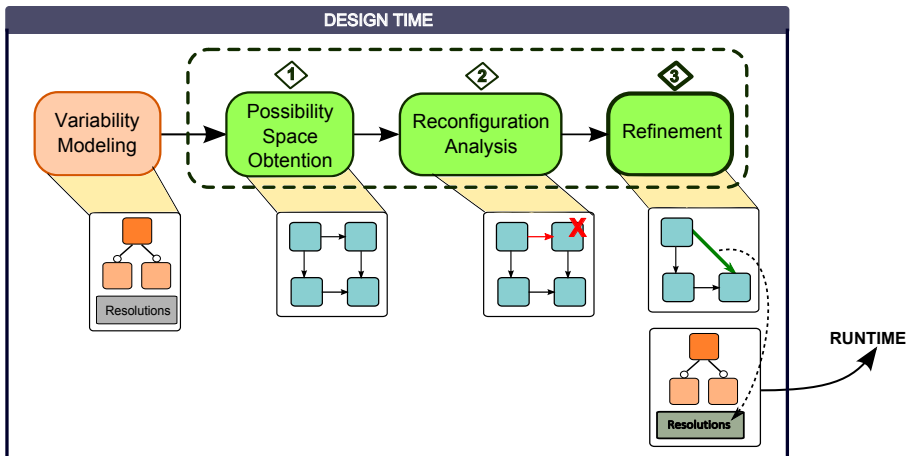 DESIGN TIME
1
2
3
Variability
Modeling
Possibility
Space
Obtention
Reconfiguration
Analysis
Refinement
X
Resolutions
RUNTIME
Resolutions